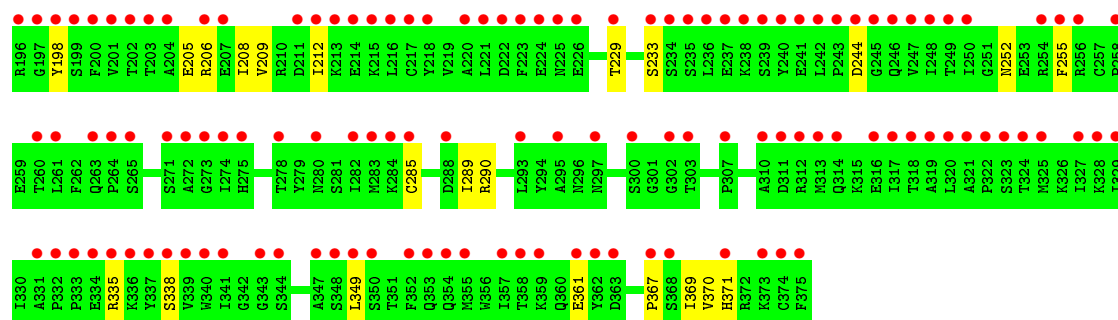 R196 G197 Y198 S199 F200 V201 T202 T203 A204 E205 R206 E207 I208 V209 R210 D211 I212 K213 E214 K215 L216 C217 Y218 V219 A220 L221 D222 F223 E224 N225 E226 T229 S233 S234 S235 L236 E237 K238 S239 Y240 E241 L242 P243 D244 G245 Q246 V247 I248 T249 I250 G251 N252 E253 R254 F255 R256 C257 P258
E259 T260 L261 F262 Q263 P264 S265 S271 A272 G273 I274 H275 T278 Y279 N280 S281 I282 M283 K284 C285 D288 I289 R290 L293 Y294 A295 N296 N297 S300 G301 G302 T303 P307 A310 D311 R312 M313 Q314 K315 E316 I317 T318 A319 L320 A321 P322 S323 T324 M325 K326 I327 K328 I329
I330 A331 P332 P333 E334 R335 K336 Y337 S338 V339 W340 I341 G342 G343 S344 A347 S348 L349 S350 T351 F352 Q353 Q354 M355 W356 I357 T358 K359 Q360 E361 Y362 D363 P367 S368 I369 V370 H371 R372 K373 C374 F375